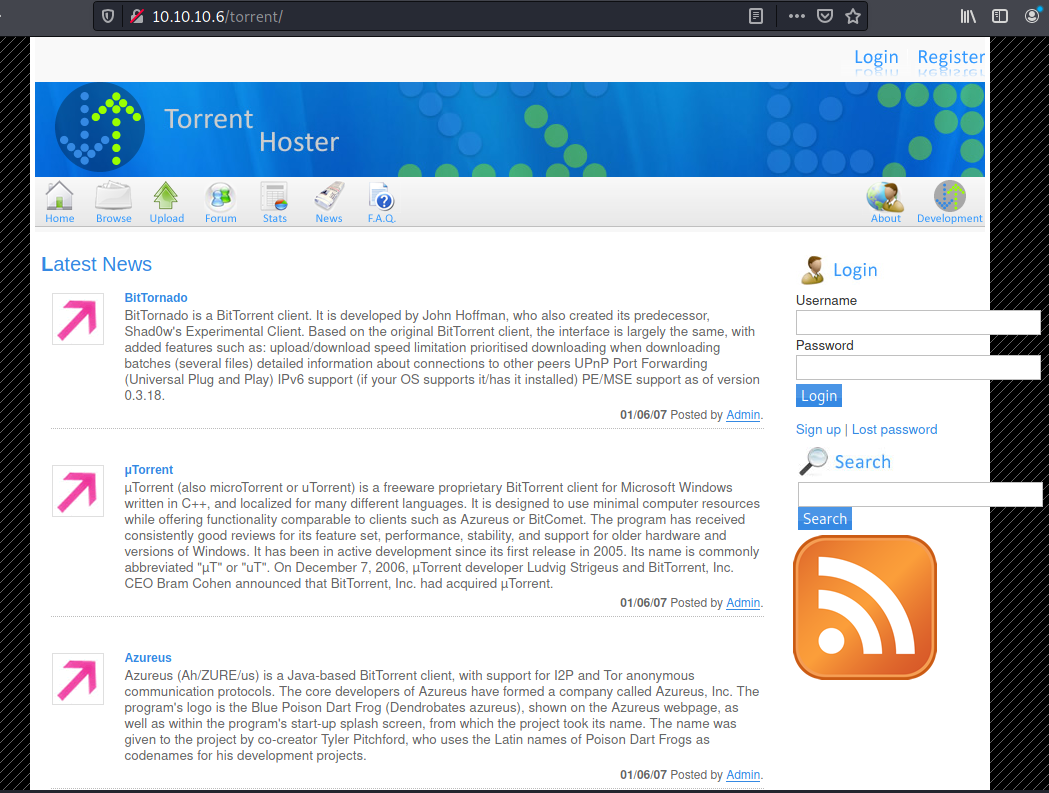 10.10.10.6/torrent/
Login Register
Torrent
Hoster
Home Browse Upload Forum Stats News F.A.Q. About Development
Latest News
BitTornado
BitTornado is a BitTorrent client. It is developed by John Hoffman, who also created its predecessor,
Shad0w's Experimental Client. Based on the original BitTorrent client, the interface is largely the same, with
added features such as: upload/download speed limitation prioritised downloading when downloading
batches (several files) detailed information about connections to other peers UPnP Port Forwarding
(Universal Plug and Play) IPv6 support (if your OS supports it/has it installed) PE/MSE support as of version
0.3.18.
01/06/07 Posted by Admin.
µTorrent
µTorrent (also microTorrent or uTorrent) is a freeware proprietary BitTorrent client for Microsoft Windows
written in C++, and localized for many different languages. It is designed to use minimal computer resources
while offering functionality comparable to clients such as Azureus or BitComet. The program has received
consistently good reviews for its feature set, performance, stability, and support for older hardware and
versions of Windows. It has been in active development since its first release in 2005. Its name is commonly
abbreviated "µT" or "uT". On December 7, 2006, µTorrent developer Ludvig Strigeus and BitTorrent, Inc.
CEO Bram Cohen announced that BitTorrent, Inc. had acquired µTorrent.
01/06/07 Posted by Admin.
Azureus
Azureus (Ah/ZURE/us) is a Java-based BitTorrent client, with support for I2P and Tor anonymous
communication protocols. The core developers of Azureus have formed a company called Azureus, Inc. The
program's logo is the Blue Poison Dart Frog (Dendrobates azureus), shown on the Azureus webpage, as
well as within the program's start-up splash screen, from which the project took its name. The name was
given to the project by co-creator Tyler Pitchford, who uses the Latin names of Poison Dart Frogs as
codenames for his development projects.
01/06/07 Posted by Admin.
Login
Username
Password
Login
Sign up | Lost password
Search
Search